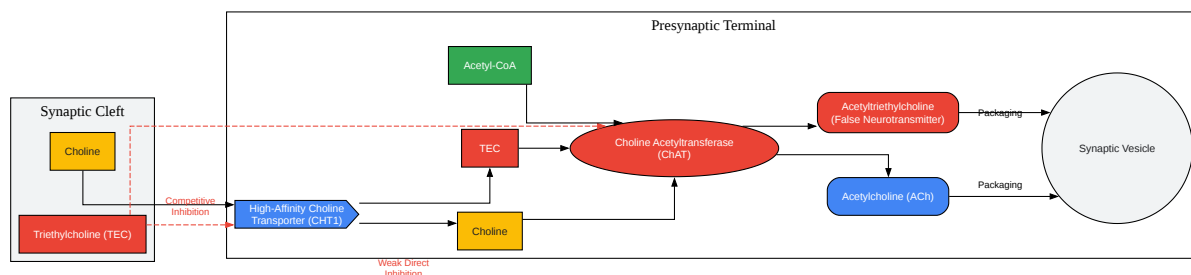 Presynaptic Terminal
Synaptic Cleft
Choline
Triethylcholine (TEC)
Competitive
Inhibition
High-Affinity Choline
Transporter (CHT1)
Acetyl-CoA
TEC
Choline
Weak Direct
Inhibition
Choline Acetyltransferase
(ChAT)
Acetyltriethylcholine
(False Neurotransmitter)
Acetylcholine (ACh)
Packaging
Packaging
Synaptic Vesicle